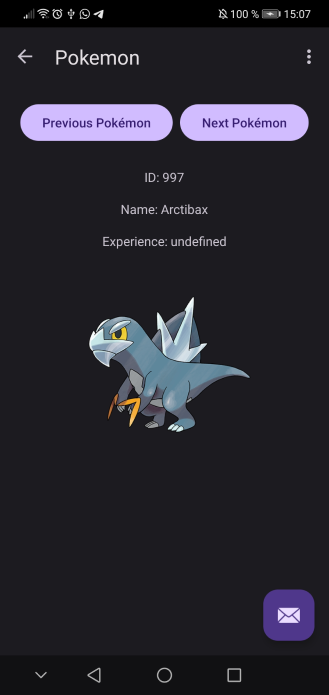 100 % 15:07
Pokemon
Previous Pokémon Next Pokémon
ID: 997
Name: Arctibax
Experience: undefined